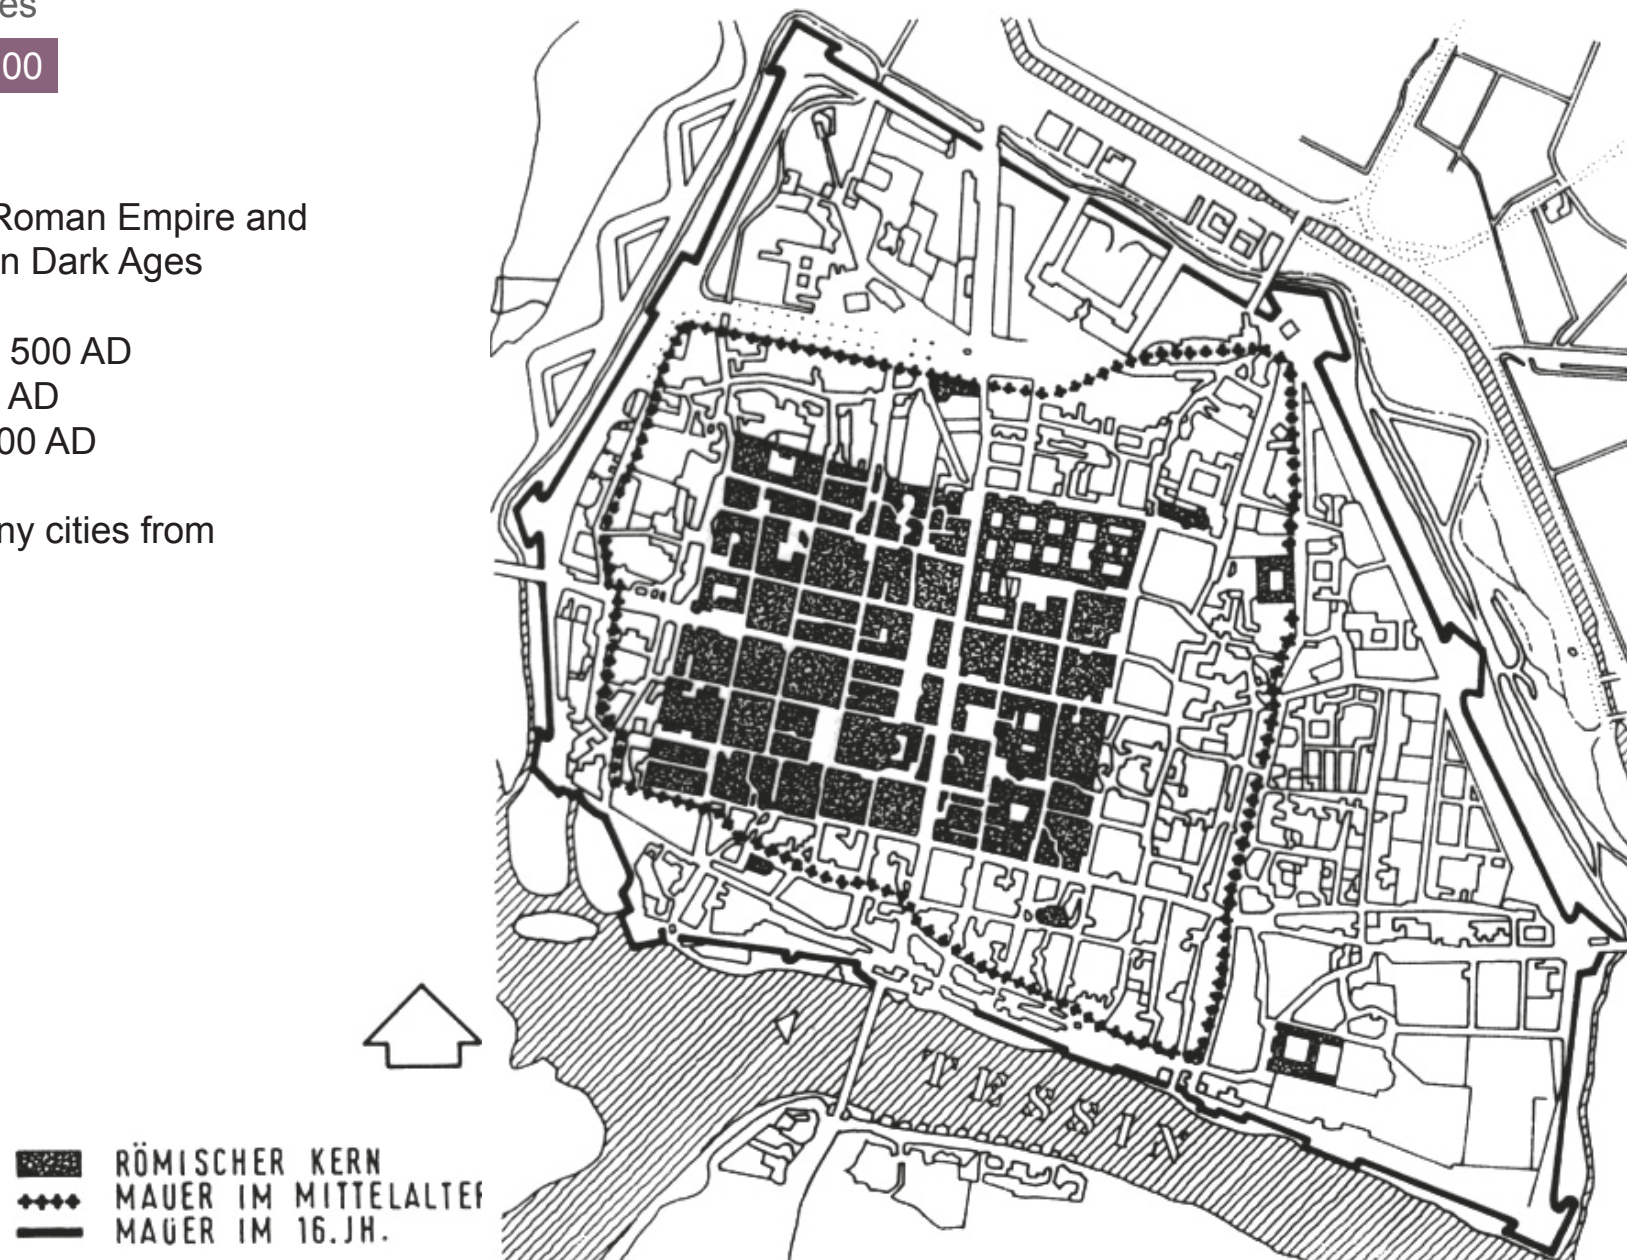 es
00
Roman Empire and
n Dark Ages
500 AD
AD
00 AD
ny cities from
TESSIN
RÖMISCHER KERN
MAUER IM MITTELALTER
MAUER IM 16.JH.